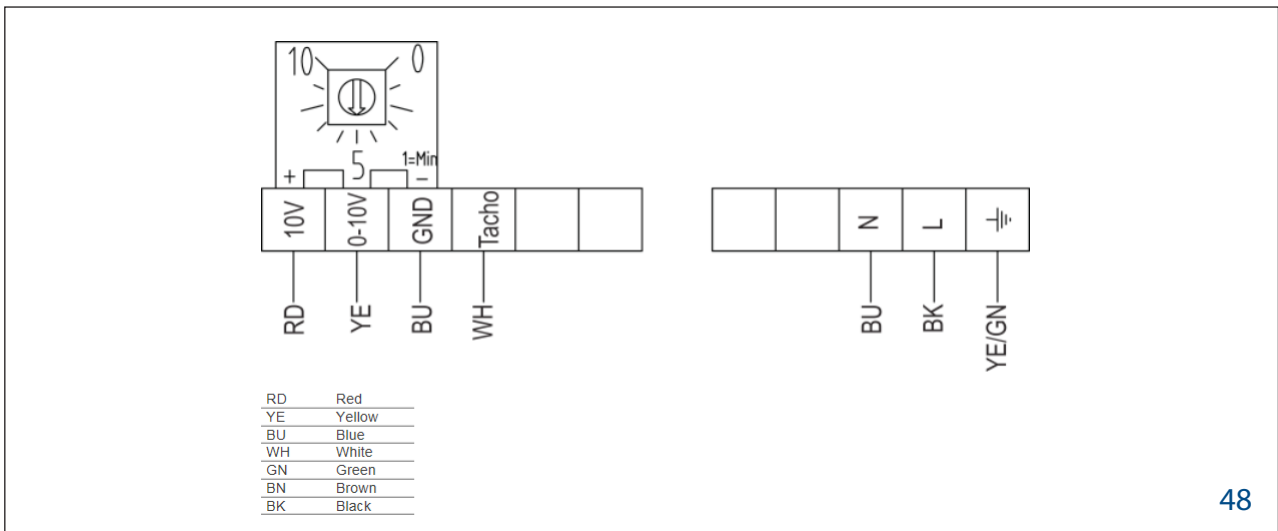 10 0
5 1=Min
+ −
10V 0-10V GND Tacho N L
RD YE BU WH BU BK YE/GN
RD Red
YE Yellow
BU Blue
WH White
GN Green
BN Brown
BK Black
48